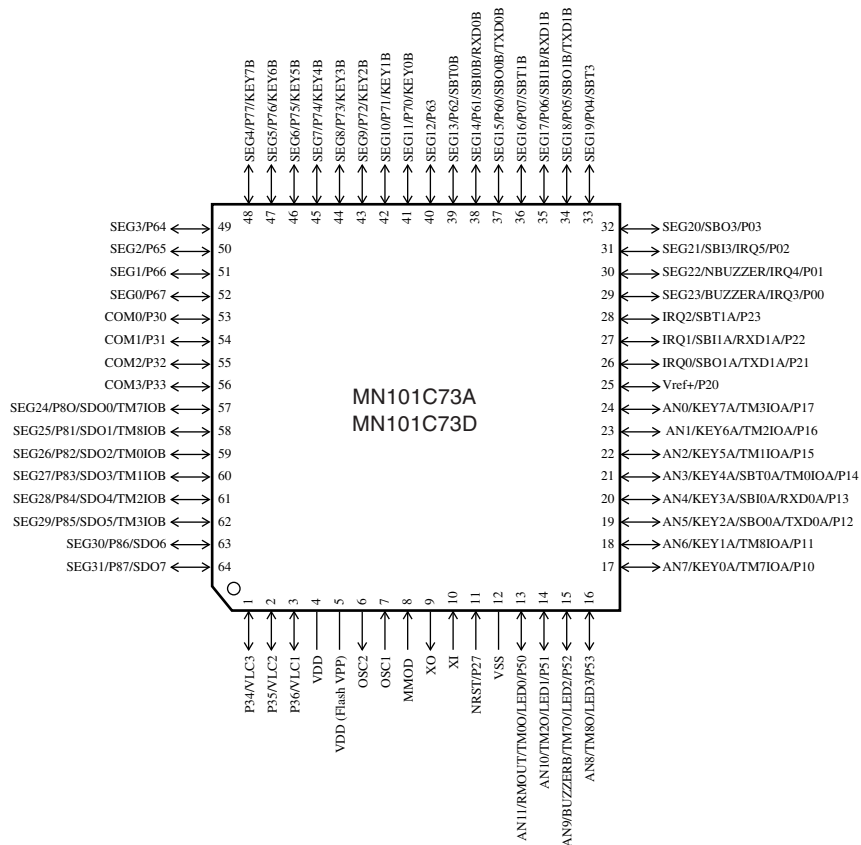 SEG4/P77/KEY7B
SEG5/P76/KEY6B
SEG6/P75/KEY5B
SEG7/P74/KEY4B
SEG8/P73/KEY3B
SEG9/P72/KEY2B
SEG10/P71/KEY1B
SEG11/P70/KEY0B
SEG12/P63
SEG13/P62/SBT0B
SEG14/P61/SBI0B/RXD0B
SEG15/P60/SBO0B/TXD0B
SEG16/P07/SBT1B
SEG17/P06/SBI1B/RXD1B
SEG18/P05/SBO1B/TXD1B
SEG19/P04/SBT3
48
47
46
45
44
43
42
41
40
39
38
37
36
35
34
33
SEG3/P64 49
SEG2/P65 50
SEG1/P66 51
SEG0/P67 52
COM0/P30 53
COM1/P31 54
COM2/P32 55
COM3/P33 56
SEG24/P8O/SDO0/TM7IOB 57
SEG25/P81/SDO1/TM8IOB 58
SEG26/P82/SDO2/TM0IOB 59
SEG27/P83/SDO3/TM1IOB 60
SEG28/P84/SDO4/TM2IOB 61
SEG29/P85/SDO5/TM3IOB 62
SEG30/P86/SDO6 63
SEG31/P87/SDO7 64
MN101C73A
MN101C73D
32 SEG20/SBO3/P03
31 SEG21/SBI3/IRQ5/P02
30 SEG22/NBUZZER/IRQ4/P01
29 SEG23/BUZZERA/IRQ3/P00
28 IRQ2/SBT1A/P23
27 IRQ1/SBI1A/RXD1A/P22
26 IRQ0/SBO1A/TXD1A/P21
25 Vref+/P20
24 AN0/KEY7A/TM3IOA/P17
23 AN1/KEY6A/TM2IOA/P16
22 AN2/KEY5A/TM1IOA/P15
21 AN3/KEY4A/SBT0A/TM0IOA/P14
20 AN4/KEY3A/SBI0A/RXD0A/P13
19 AN5/KEY2A/SBO0A/TXD0A/P12
18 AN6/KEY1A/TM8IOA/P11
17 AN7/KEY0A/TM7IOA/P10
1
2
3
4
5
6
7
8
9
10
11
12
13
14
15
16
P34/VLC3
P35/VLC2
P36/VLC1
VDD
VDD (Flash VPP)
OSC2
OSC1
MMOD
XO
XI
NRST/P27
VSS
AN11/RMOUT/TM0O/LED0/P50
AN10/TM2O/LED1/P51
AN9/BUZZERB/TM7O/LED2/P52
AN8/TM8O/LED3/P53